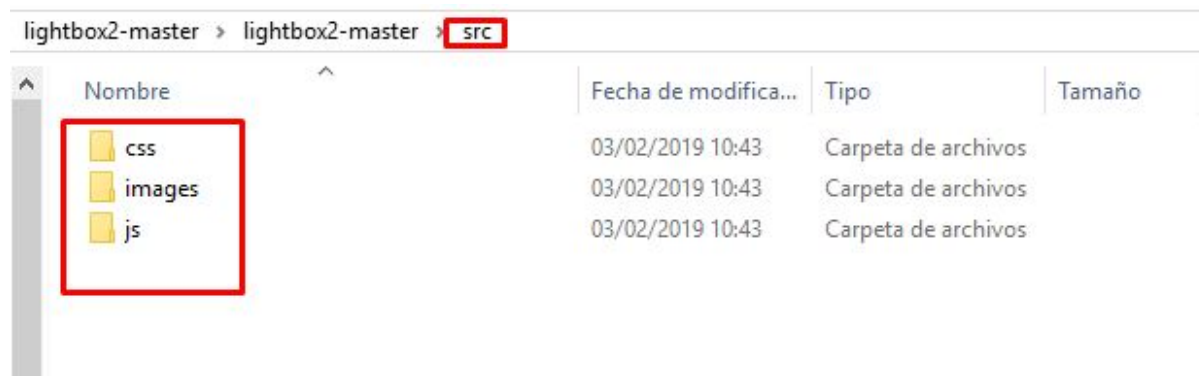 lightbox2-master > lightbox2-master > src
Nombre Fecha de modifica... Tipo Tamaño
css 03/02/2019 10:43 Carpeta de archivos
images 03/02/2019 10:43 Carpeta de archivos
js 03/02/2019 10:43 Carpeta de archivos